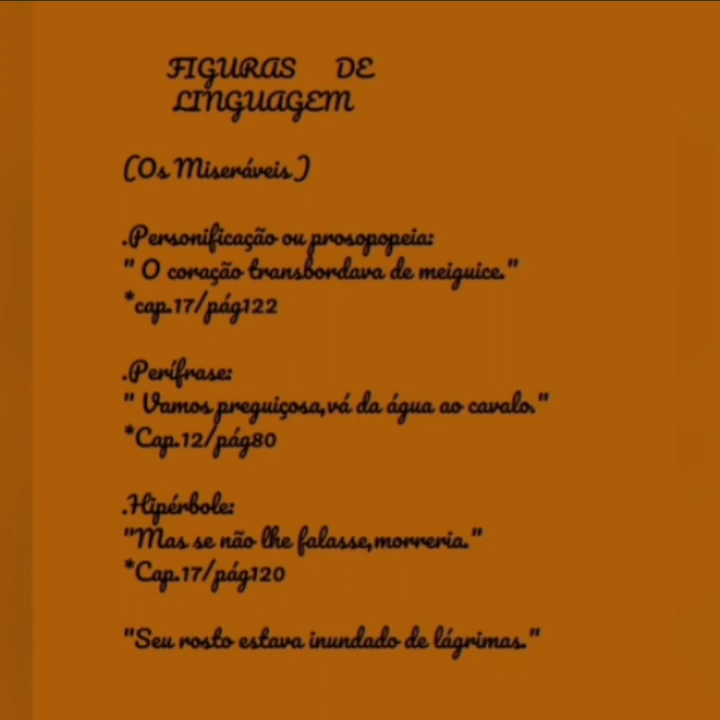 FIGURAS DE
LINGUAGEM
(Os Miseráveis)
.Personificação ou prosopopeia:
" O coração transbordava de meiguice."
*cap.17/pág122
.Perífrase:
" Vamos preguiçosa,vá da água ao cavalo."
*Cap.12/pág80
.Hipérbole:
"Mas se não lhe falasse,morreria."
*Cap.17/pág120
"Seu rosto estava inundado de lágrimas."